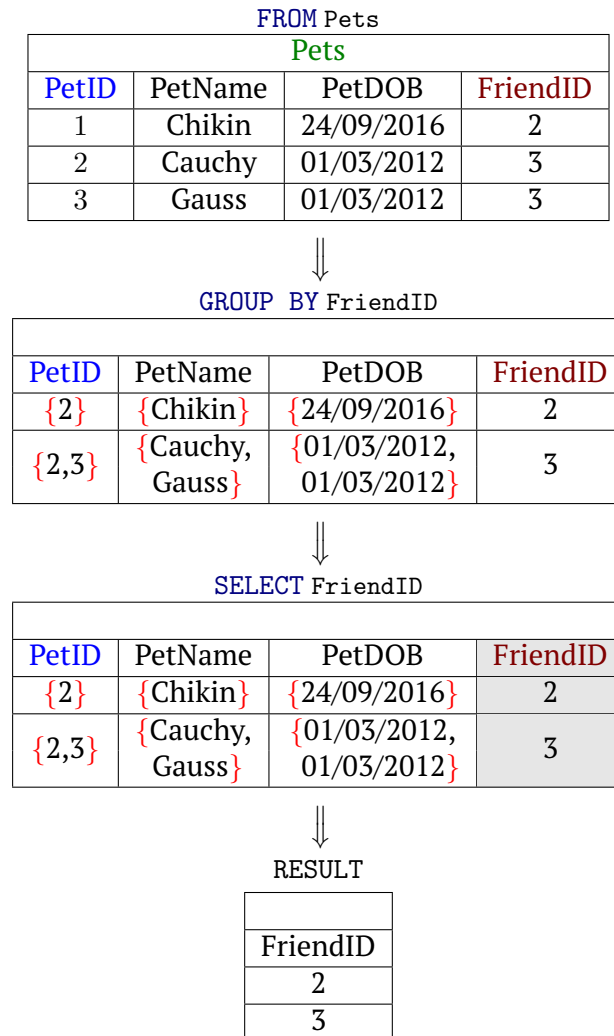 FROM Pets
Pets
PetID PetName PetDOB FriendID
1 Chikin 24/09/2016 2
2 Cauchy 01/03/2012 3
3 Gauss 01/03/2012 3
⇓
GROUP BY FriendID
PetID PetName PetDOB FriendID
{2} {Chikin} {24/09/2016} 2
{2,3} {Cauchy, Gauss} {01/03/2012, 01/03/2012} 3
⇓
SELECT FriendID
PetID PetName PetDOB FriendID
{2} {Chikin} {24/09/2016} 2
{2,3} {Cauchy, Gauss} {01/03/2012, 01/03/2012} 3
⇓
RESULT
FriendID
2
3